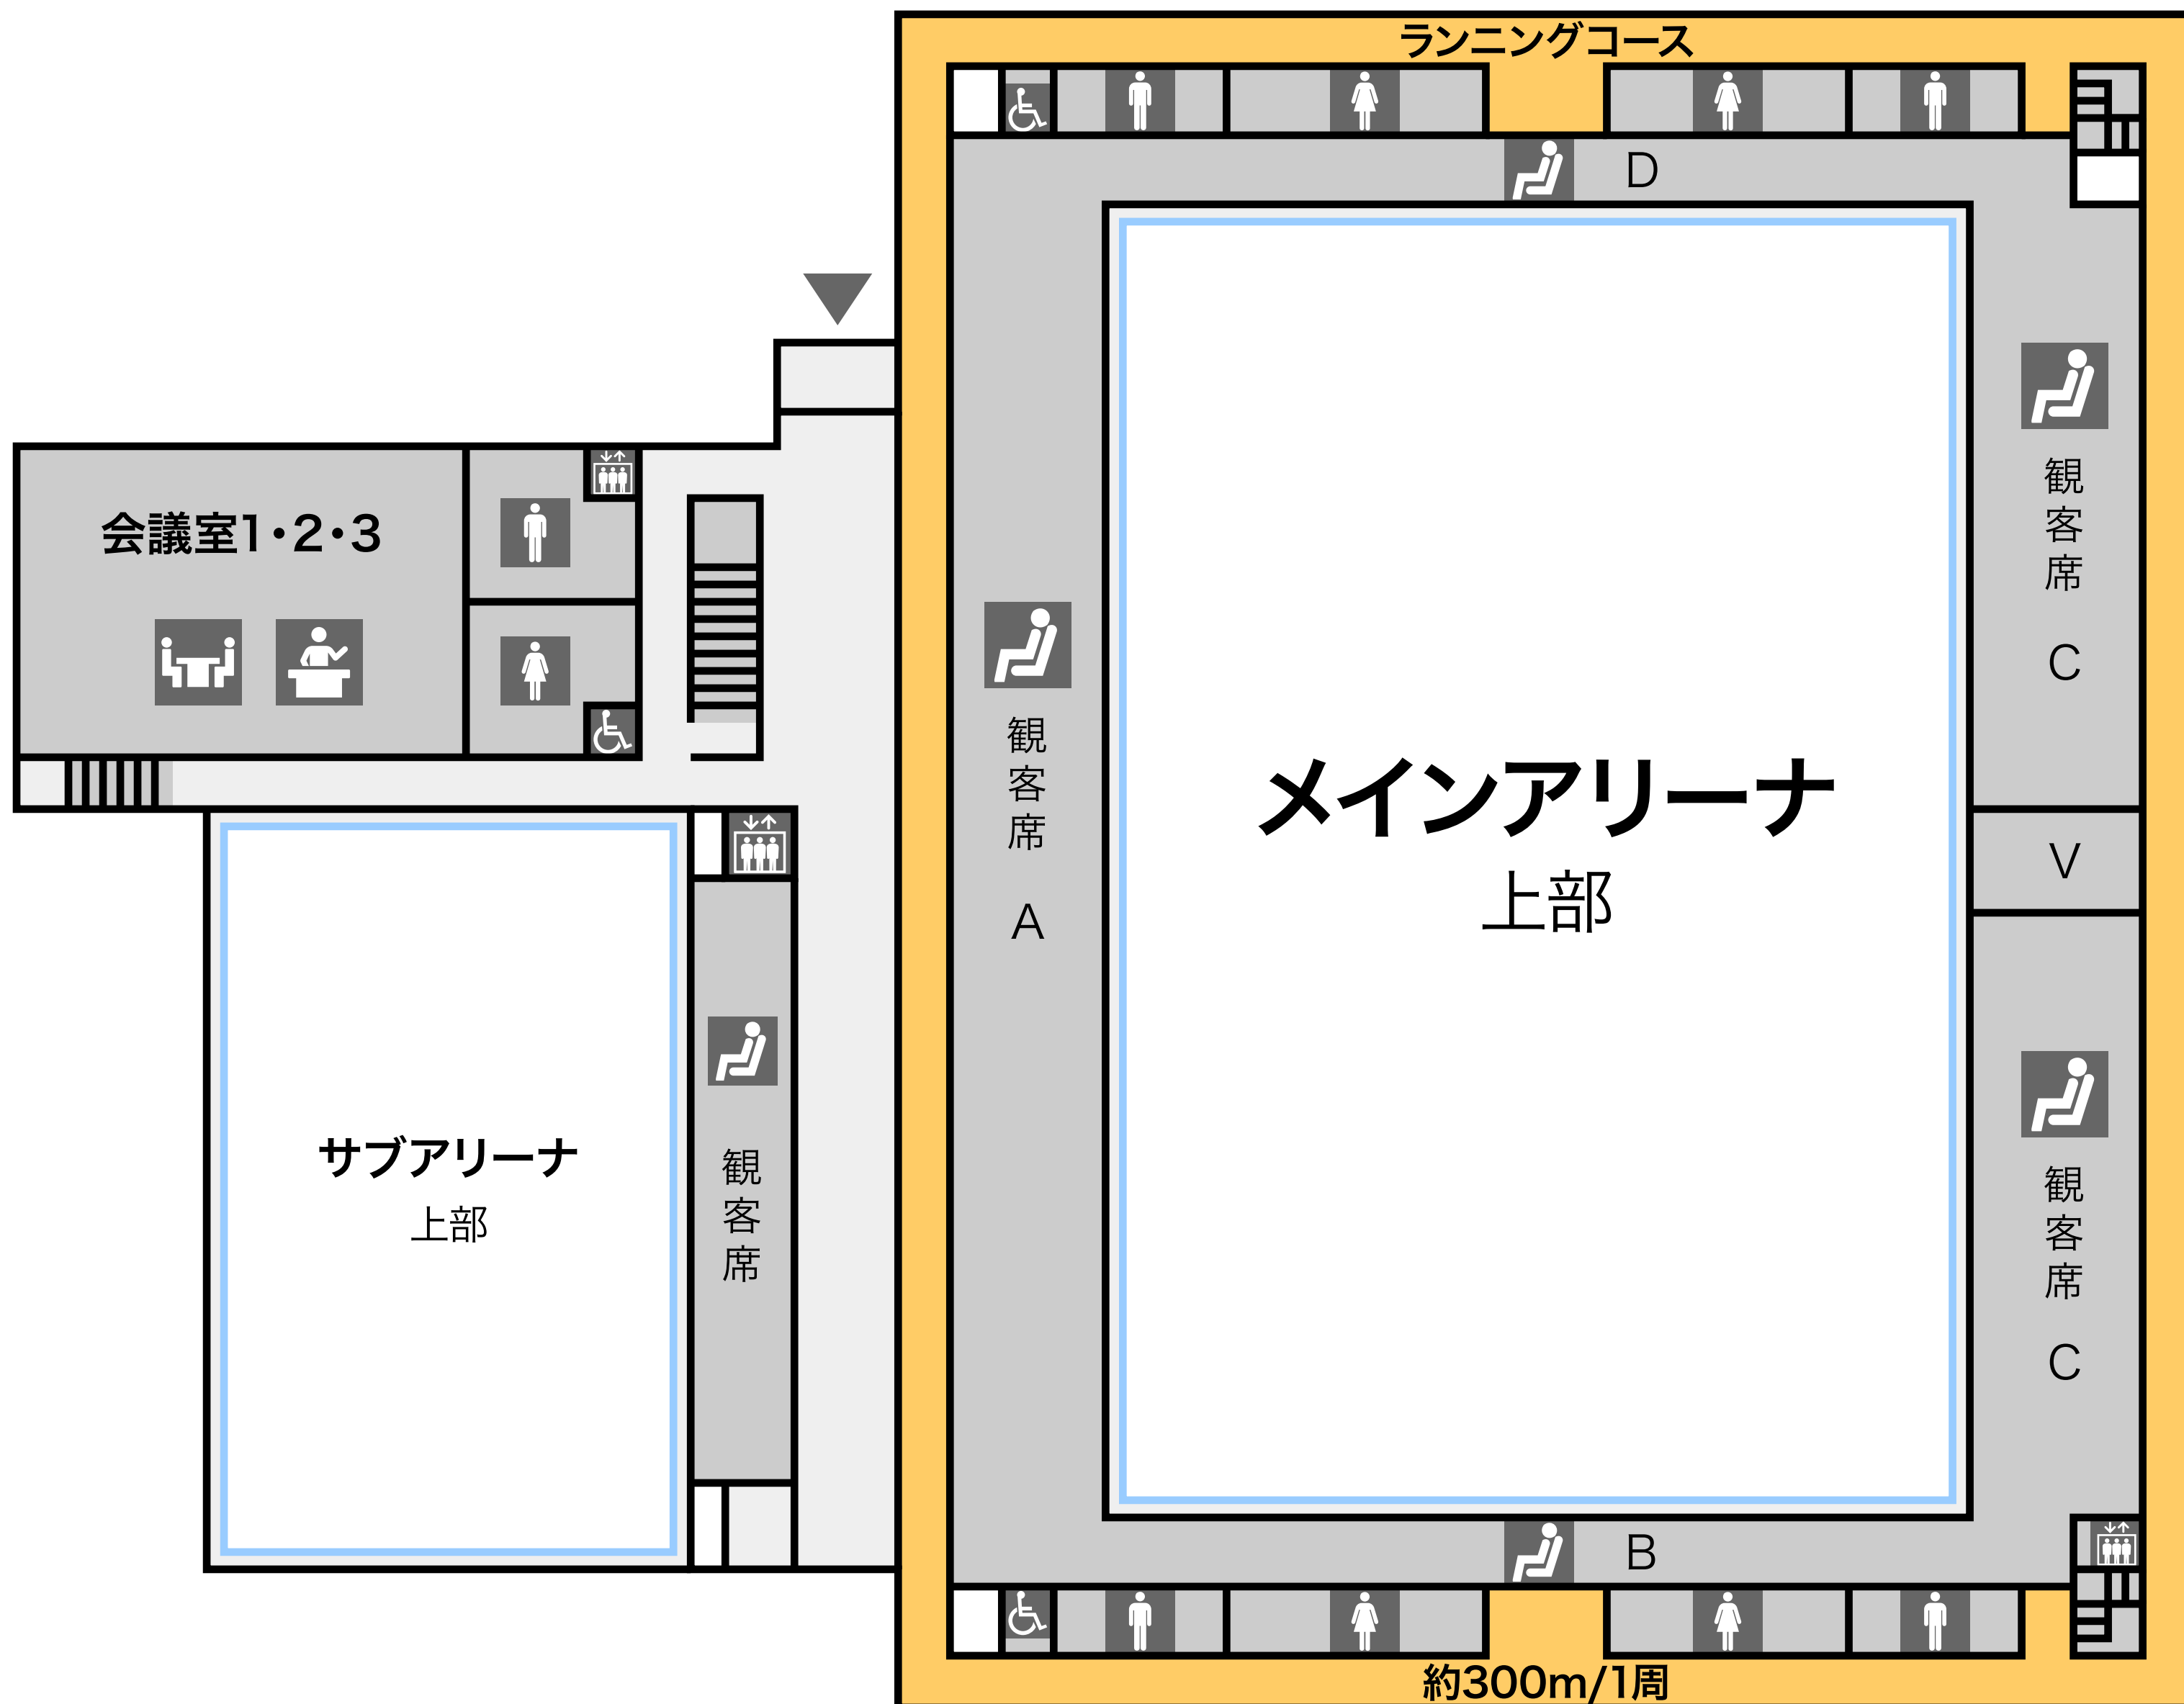 ランニングコース
D
会議室1・2・3
観客席 A
メインアリーナ
上部
観客席 C
V
観客席 C
サブアリーナ
上部
観客席
B
約300m/1周